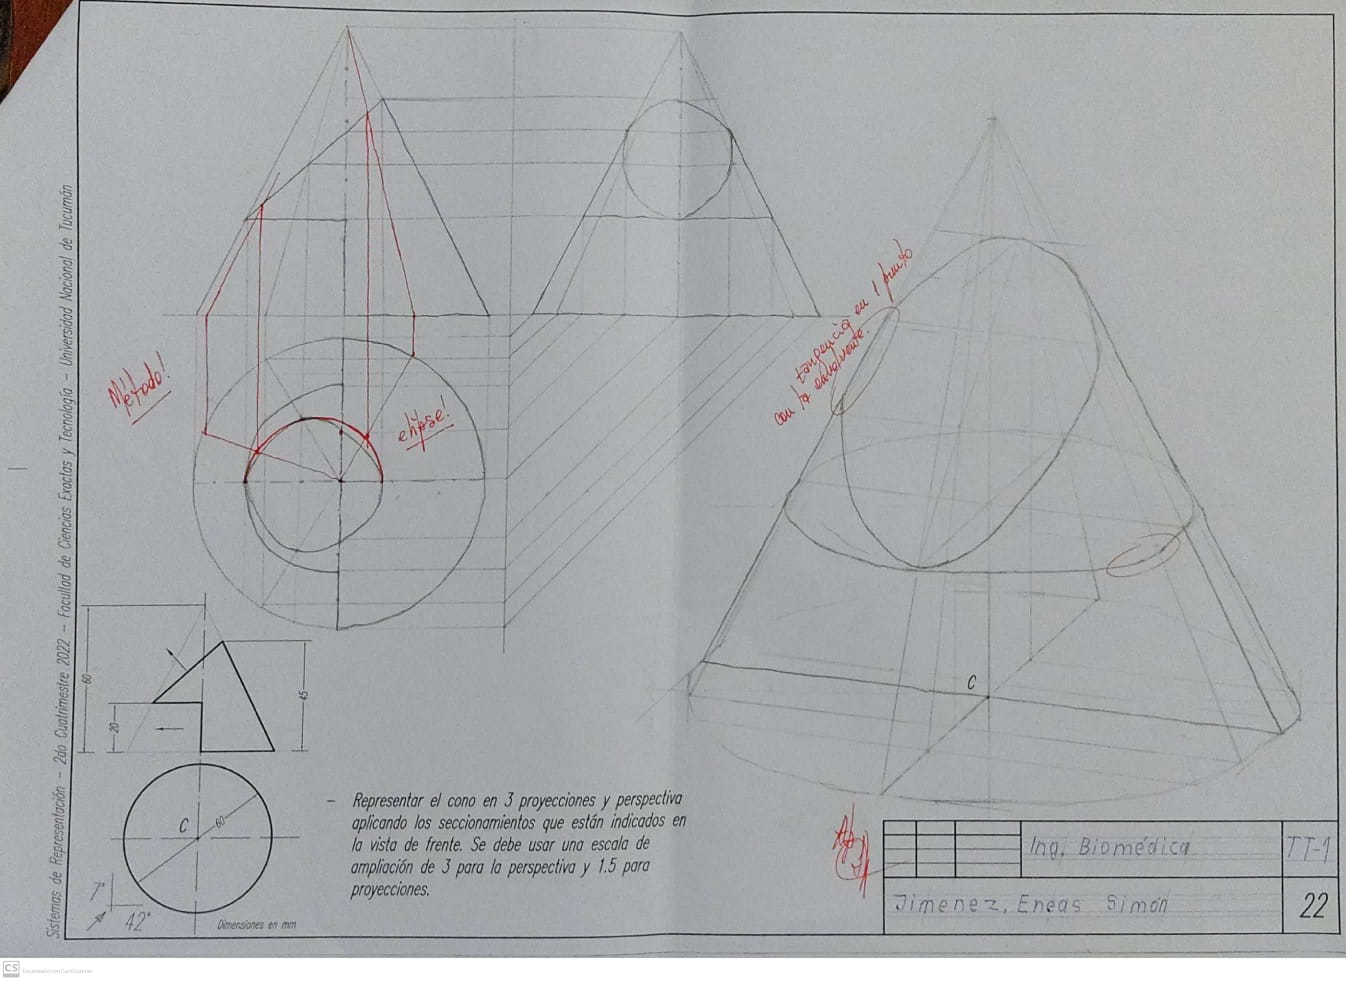 Sistemas de Representación - 2do Cuatrimestre 2022 - Facultad de Ciencias Exactas y Tecnología - Universidad Nacional de Tucumán
Método!
elipse!
tangencia en 1 punto
con la envolvente.
C
60
20
45
C
60
7°
42°
Dimensiones en mm
- Representar el cono en 3 proyecciones y perspectiva
aplicando los seccionamientos que están indicados en
la vista de frente. Se debe usar una escala de
ampliación de 3 para la perspectiva y 1.5 para
proyecciones.
Ing. Biomédica
TT-1
Jimenez, Eneas Simón
22
CS Escaneado con CamScanner